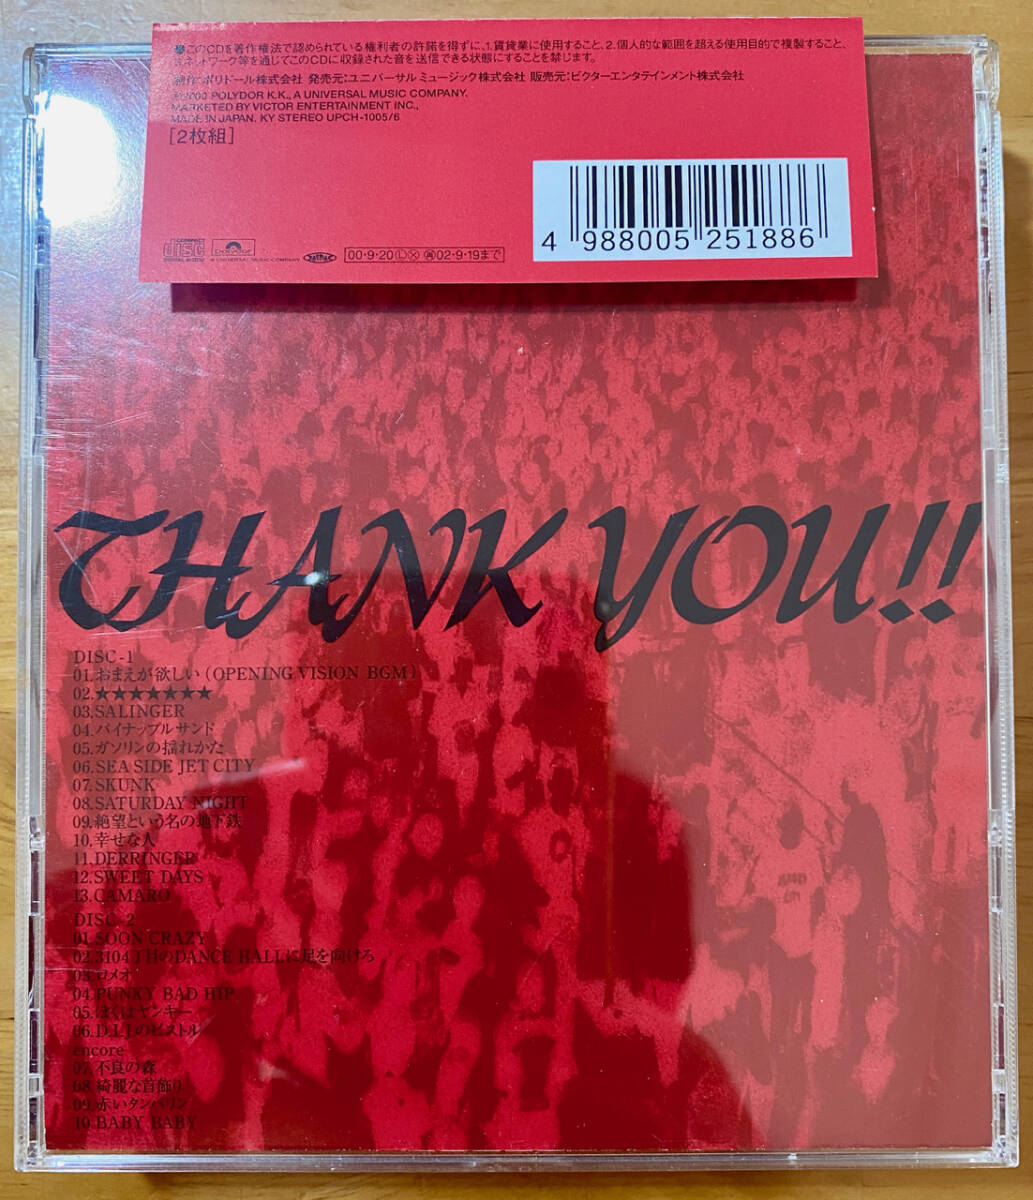 このCDを著作権法で認められている権利者の許諾を得ずに、1.賃貸業に使用すること、2.個人的な範囲を超える使用目的で複製すること、
3.ネットワーク等を通じてこのCDに収録された音を送信できる状態にすることを禁じます。
制作:ポリドール株式会社 発売元:ユニバーサル ミュージック株式会社 販売元:ビクターエンタテインメント株式会社
2000 POLYDOR K.K., A UNIVERSAL MUSIC COMPANY.
MARKETED BY VICTOR ENTERTAINMENT INC.,
MADE IN JAPAN. KY STEREO UPCH-1005/6
[2枚組]
COMPACT
DISC
DIGITAL AUDIO
POLYDOR
A UNIVERSAL MUSIC COMPANY
00・9・20 Ⓛ Ⓧ 再 02・9・19まで
4 988005 251886
THANK YOU!!
DISC-1
01.おまえが欲しい(OPENING VISION BGM)
02.★★★★★★★
03.SALINGER
04.パイナップルサンド
05.ガソリンの揺れかた
06.SEA SIDE JET CITY
07.SKUNK
08.SATURDAY NIGHT
09.絶望という名の地下鉄
10.幸せな人
11.DERRINGER
12.SWEET DAYS
13.CAMARO
DISC-2
01.SOON CRAZY
02.3104丁目のDANCE HALLに足を向けろ
03.ロメオ
04.PUNKY BAD HIP
05.ぼくはヤンキー
06.D.I.Jのピストル
encore
07.不良の森
08.綺麗な首飾り
09.赤いタンバリン
10.BABY BABY